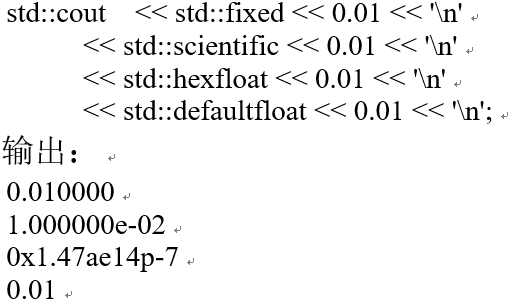 std::cout << std::fixed << 0.01 << '\n'
<< std::scientific << 0.01 << '\n'
<< std::hexfloat << 0.01 << '\n'
<< std::defaultfloat << 0.01 << '\n';
输出：
0.010000
1.000000e-02
0x1.47ae14p-7
0.01